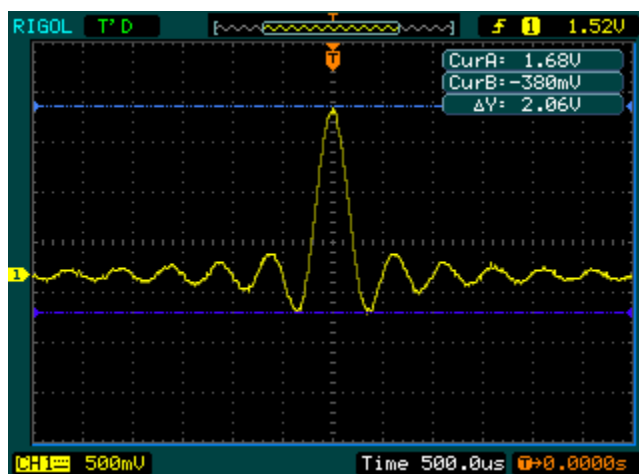 RIGOL T'D 1 1.52V
T
CurA: 1.68V
CurB:-380mV
ΔY: 2.06V
1
CH1 500mV Time 500.0us T→0.0000s